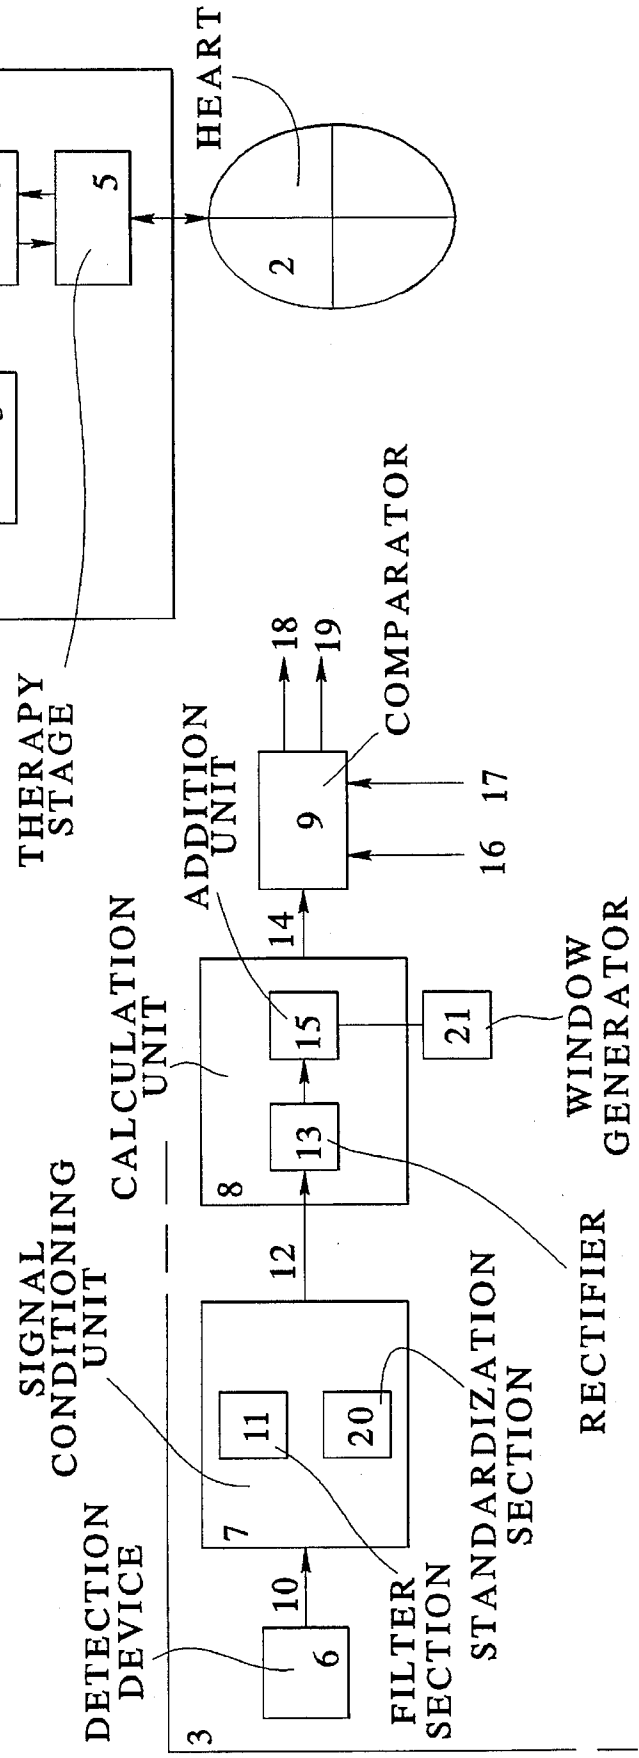 HEART
2
5
THERAPY
STAGE
DETECTION
DEVICE
SIGNAL
CONDITIONING
UNIT
CALCULATION
UNIT
ADDITION
UNIT
3
6
10
7
11
20
12
8
13
15
14
9
18
19
16
17
21
COMPARATOR
FILTER
SECTION
STANDARDIZATION
SECTION
RECTIFIER
WINDOW
GENERATOR